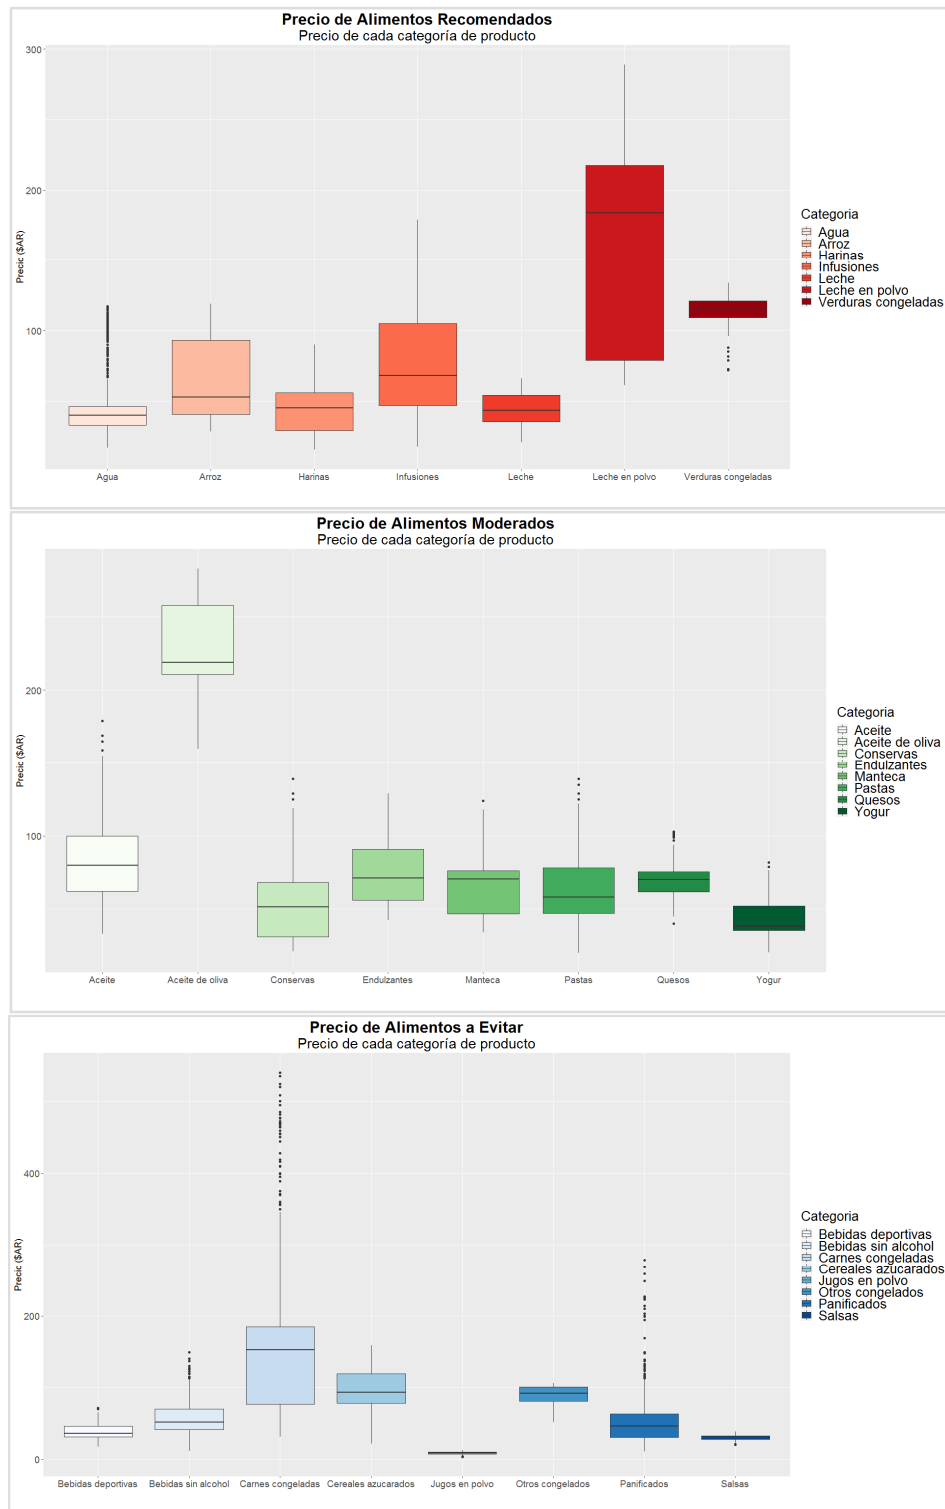 Precio de Alimentos Recomendados
Precio de cada categoría de producto
300
200
100
Precic ($AR)
Agua
Arroz
Harinas
Infusiones
Leche
Leche en polvo
Verduras congeladas
Categoria
Agua
Arroz
Harinas
Infusiones
Leche
Leche en polvo
Verduras congeladas
Precio de Alimentos Moderados
Precio de cada categoría de producto
200
100
Precic ($AR)
Aceite
Aceite de oliva
Conservas
Endulzantes
Manteca
Pastas
Quesos
Yogur
Categoria
Aceite
Aceite de oliva
Conservas
Endulzantes
Manteca
Pastas
Quesos
Yogur
Precio de Alimentos a Evitar
Precio de cada categoría de producto
400
200
0
Precic ($AR)
Bebidas deportivas
Bebidas sin alcohol
Carnes congeladas
Cereales azucarados
Jugos en polvo
Otros congelados
Panificados
Salsas
Categoria
Bebidas deportivas
Bebidas sin alcohol
Carnes congeladas
Cereales azucarados
Jugos en polvo
Otros congelados
Panificados
Salsas